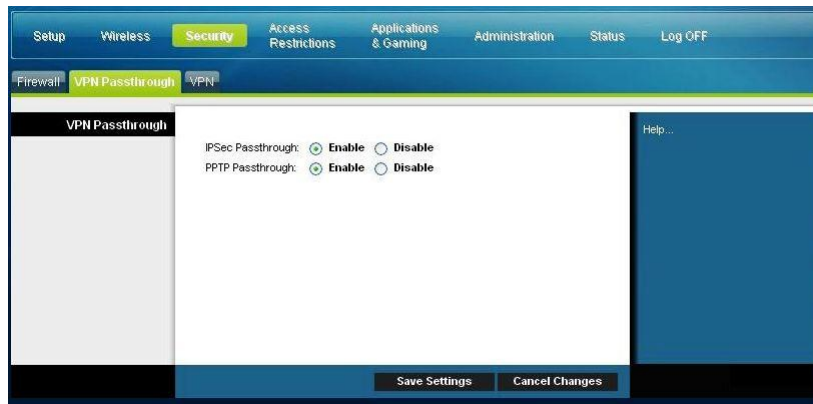 Setup Wireless Security Access Restrictions Applications & Gaming Administration Status Log OFF
Firewall VPN Passthrough VPN
VPN Passthrough
IPSec Passthrough: Enable Disable
PPTP Passthrough: Enable Disable
Help...
Save Settings Cancel Changes